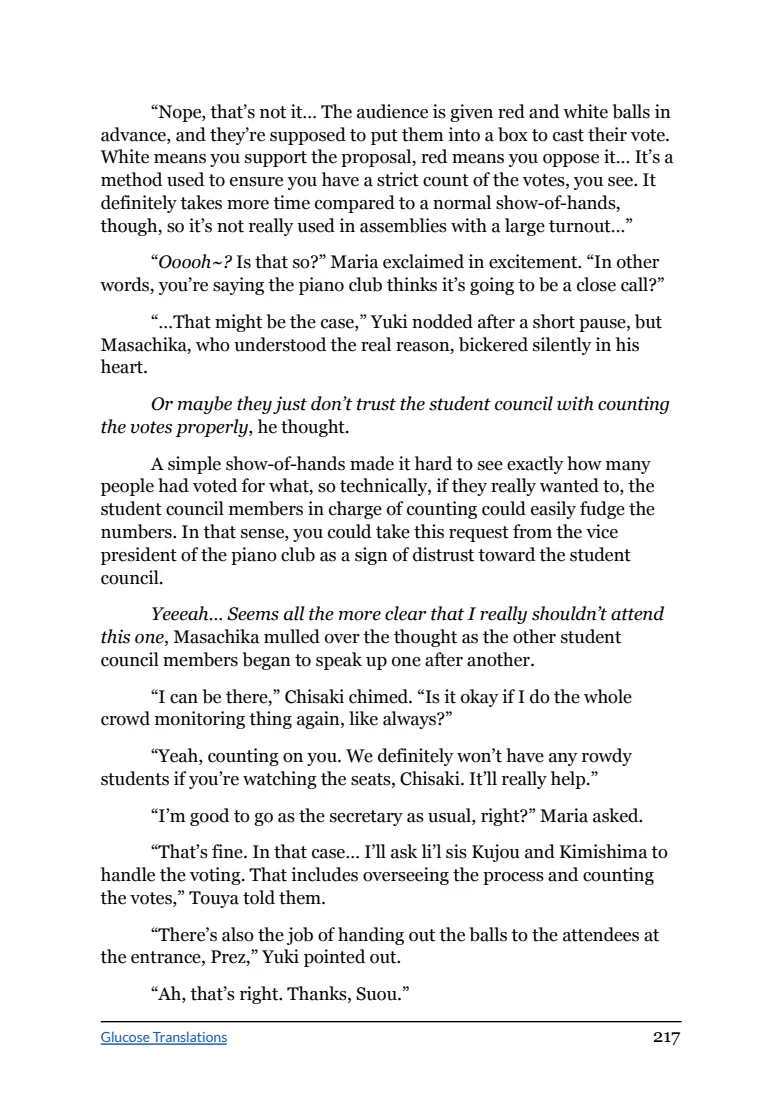 “Nope, that’s not it… The audience is given red and white balls in
advance, and they’re supposed to put them into a box to cast their vote.
White means you support the proposal, red means you oppose it… It’s a
method used to ensure you have a strict count of the votes, you see. It
definitely takes more time compared to a normal show-of-hands,
though, so it’s not really used in assemblies with a large turnout…”
“Ooooh~? Is that so?” Maria exclaimed in excitement. “In other
words, you’re saying the piano club thinks it’s going to be a close call?”
“…That might be the case,” Yuki nodded after a short pause, but
Masachika, who understood the real reason, bickered silently in his
heart.
Or maybe they just don’t trust the student council with counting
the votes properly, he thought.
A simple show-of-hands made it hard to see exactly how many
people had voted for what, so technically, if they really wanted to, the
student council members in charge of counting could easily fudge the
numbers. In that sense, you could take this request from the vice
president of the piano club as a sign of distrust toward the student
council.
Yeeeah… Seems all the more clear that I really shouldn’t attend
this one, Masachika mulled over the thought as the other student
council members began to speak up one after another.
“I can be there,” Chisaki chimed. “Is it okay if I do the whole
crowd monitoring thing again, like always?”
“Yeah, counting on you. We definitely won’t have any rowdy
students if you’re watching the seats, Chisaki. It’ll really help.”
“I’m good to go as the secretary as usual, right?” Maria asked.
“That’s fine. In that case… I’ll ask li’l sis Kujou and Kimishima to
handle the voting. That includes overseeing the process and counting
the votes,” Touya told them.
“There’s also the job of handing out the balls to the attendees at
the entrance, Prez,” Yuki pointed out.
“Ah, that’s right. Thanks, Suou.”
Glucose Translations 217